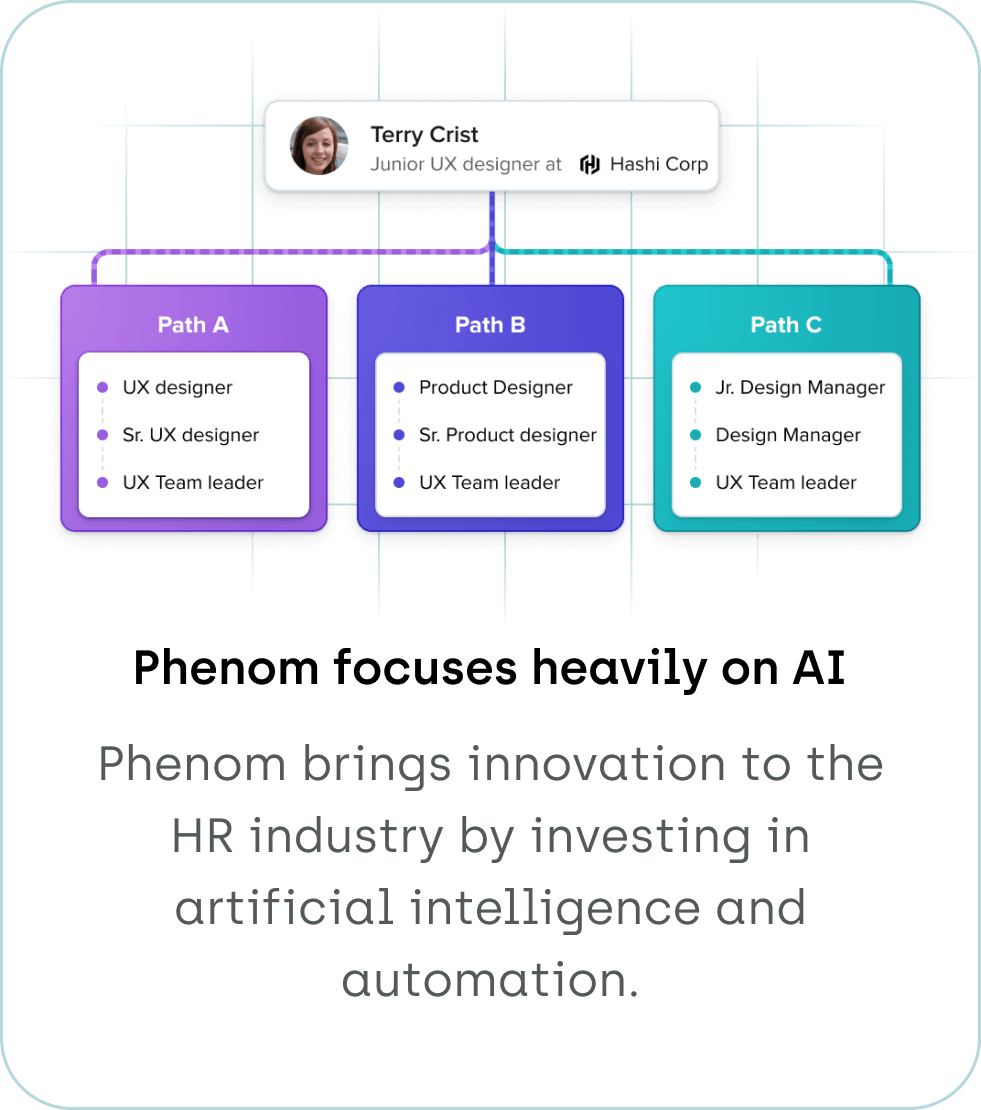 Terry Crist
Junior UX designer at Hashi Corp
Path A
UX designer
Sr. UX designer
UX Team leader
Path B
Product Designer
Sr. Product designer
UX Team leader
Path C
Jr. Design Manager
Design Manager
UX Team leader
Phenom focuses heavily on AI
Phenom brings innovation to the
HR industry by investing in
artificial intelligence and
automation.